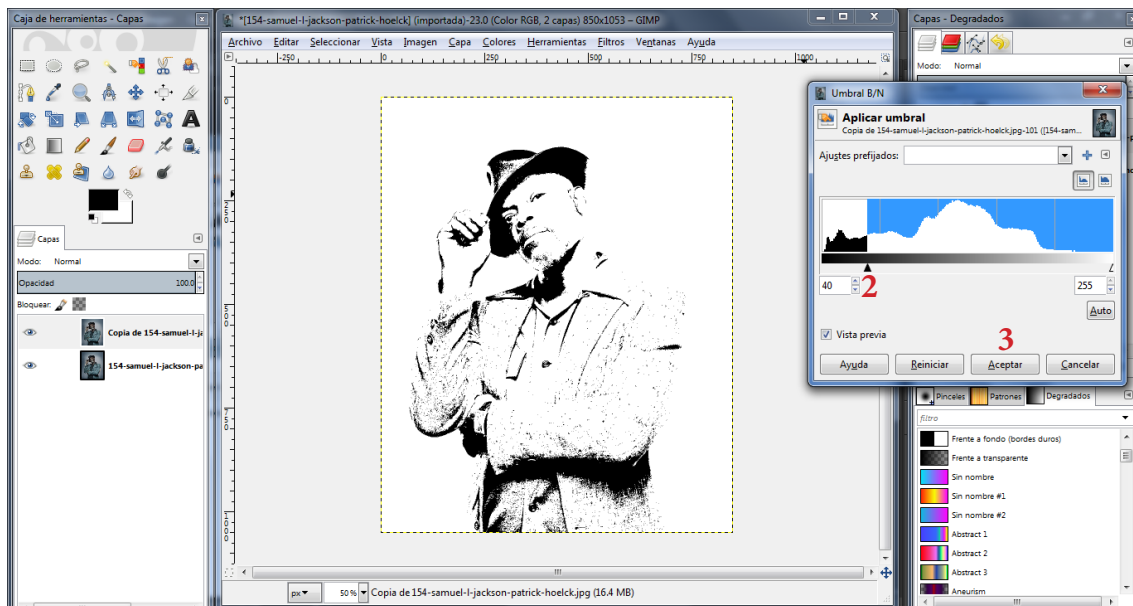 Caja de herramientas - Capas
*[154-samuel-l-jackson-patrick-hoelck] (importada)-23.0 (Color RGB, 2 capas) 850x1053 – GIMP
Capas - Degradados
Archivo Editar Seleccionar Vista Imagen Capa Colores Herramientas Filtros Ventanas Ayuda
-250 0 250 500 750 1000
Modo: Normal
Umbral B/N
Aplicar umbral
Copia de 154-samuel-l-jackson-patrick-hoelck.jpg-101 ([154-sam...
Ajustes prefijados:
40 2 255
Auto
Vista previa
3
Ayuda Reiniciar Aceptar Cancelar
Capas
Modo: Normal
Opacidad 100.0
Bloquear:
Copia de 154-samuel-l-ja
154-samuel-l-jackson-pa
0
250
500
750
1000
Pinceles Patrones Degradados
filtro
Frente a fondo (bordes duros)
Frente a transparente
Sin nombre
Sin nombre #1
Sin nombre #2
Abstract 1
Abstract 2
Abstract 3
Aneurism
px 50 % Copia de 154-samuel-l-jackson-patrick-hoelck.jpg (16.4 MB)